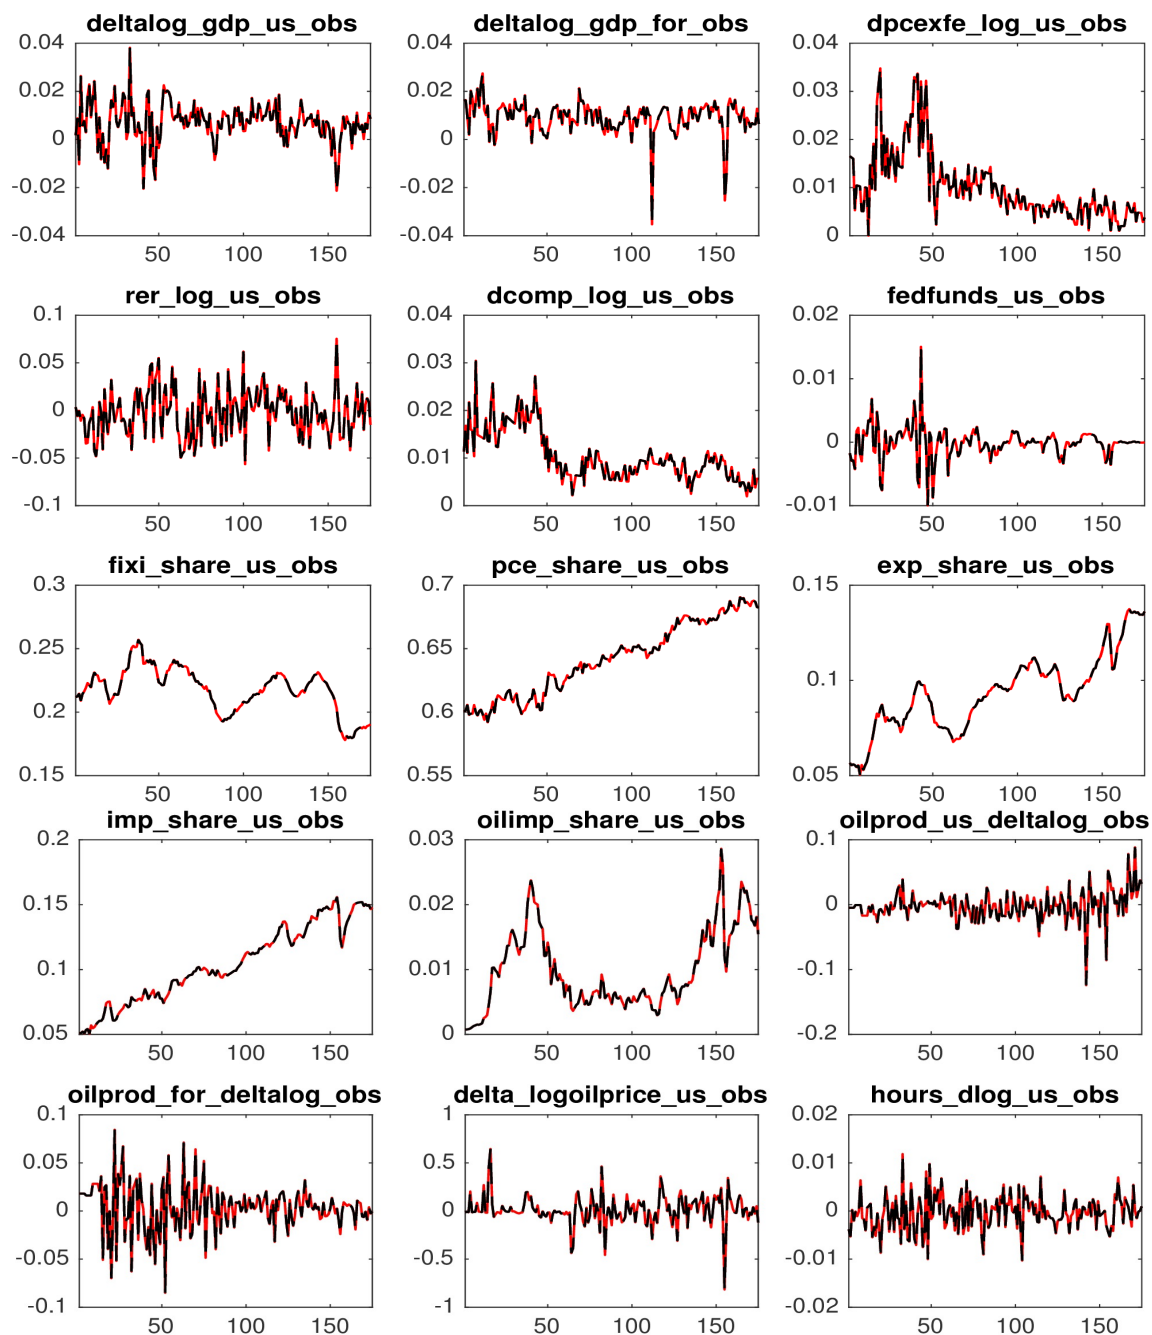 deltalog_gdp_us_obs
0.04
0.02
0
-0.02
-0.04
50 100 150
deltalog_gdp_for_obs
0.04
0.02
0
-0.02
-0.04
50 100 150
dpcexfe_log_us_obs
0.04
0.03
0.02
0.01
0
50 100 150
rer_log_us_obs
0.1
0.05
0
-0.05
-0.1
50 100 150
dcomp_log_us_obs
0.04
0.03
0.02
0.01
0
50 100 150
fedfunds_us_obs
0.02
0.01
0
-0.01
50 100 150
fixi_share_us_obs
0.3
0.25
0.2
0.15
50 100 150
pce_share_us_obs
0.7
0.65
0.6
0.55
50 100 150
exp_share_us_obs
0.15
0.1
0.05
50 100 150
imp_share_us_obs
0.2
0.15
0.1
0.05
50 100 150
oilimp_share_us_obs
0.03
0.02
0.01
0
50 100 150
oilprod_us_deltalog_obs
0.1
0
-0.1
-0.2
50 100 150
oilprod_for_deltalog_obs
0.1
0.05
0
-0.05
-0.1
50 100 150
delta_logoilprice_us_obs
1
0.5
0
-0.5
-1
50 100 150
hours_dlog_us_obs
0.02
0.01
0
-0.01
-0.02
50 100 150